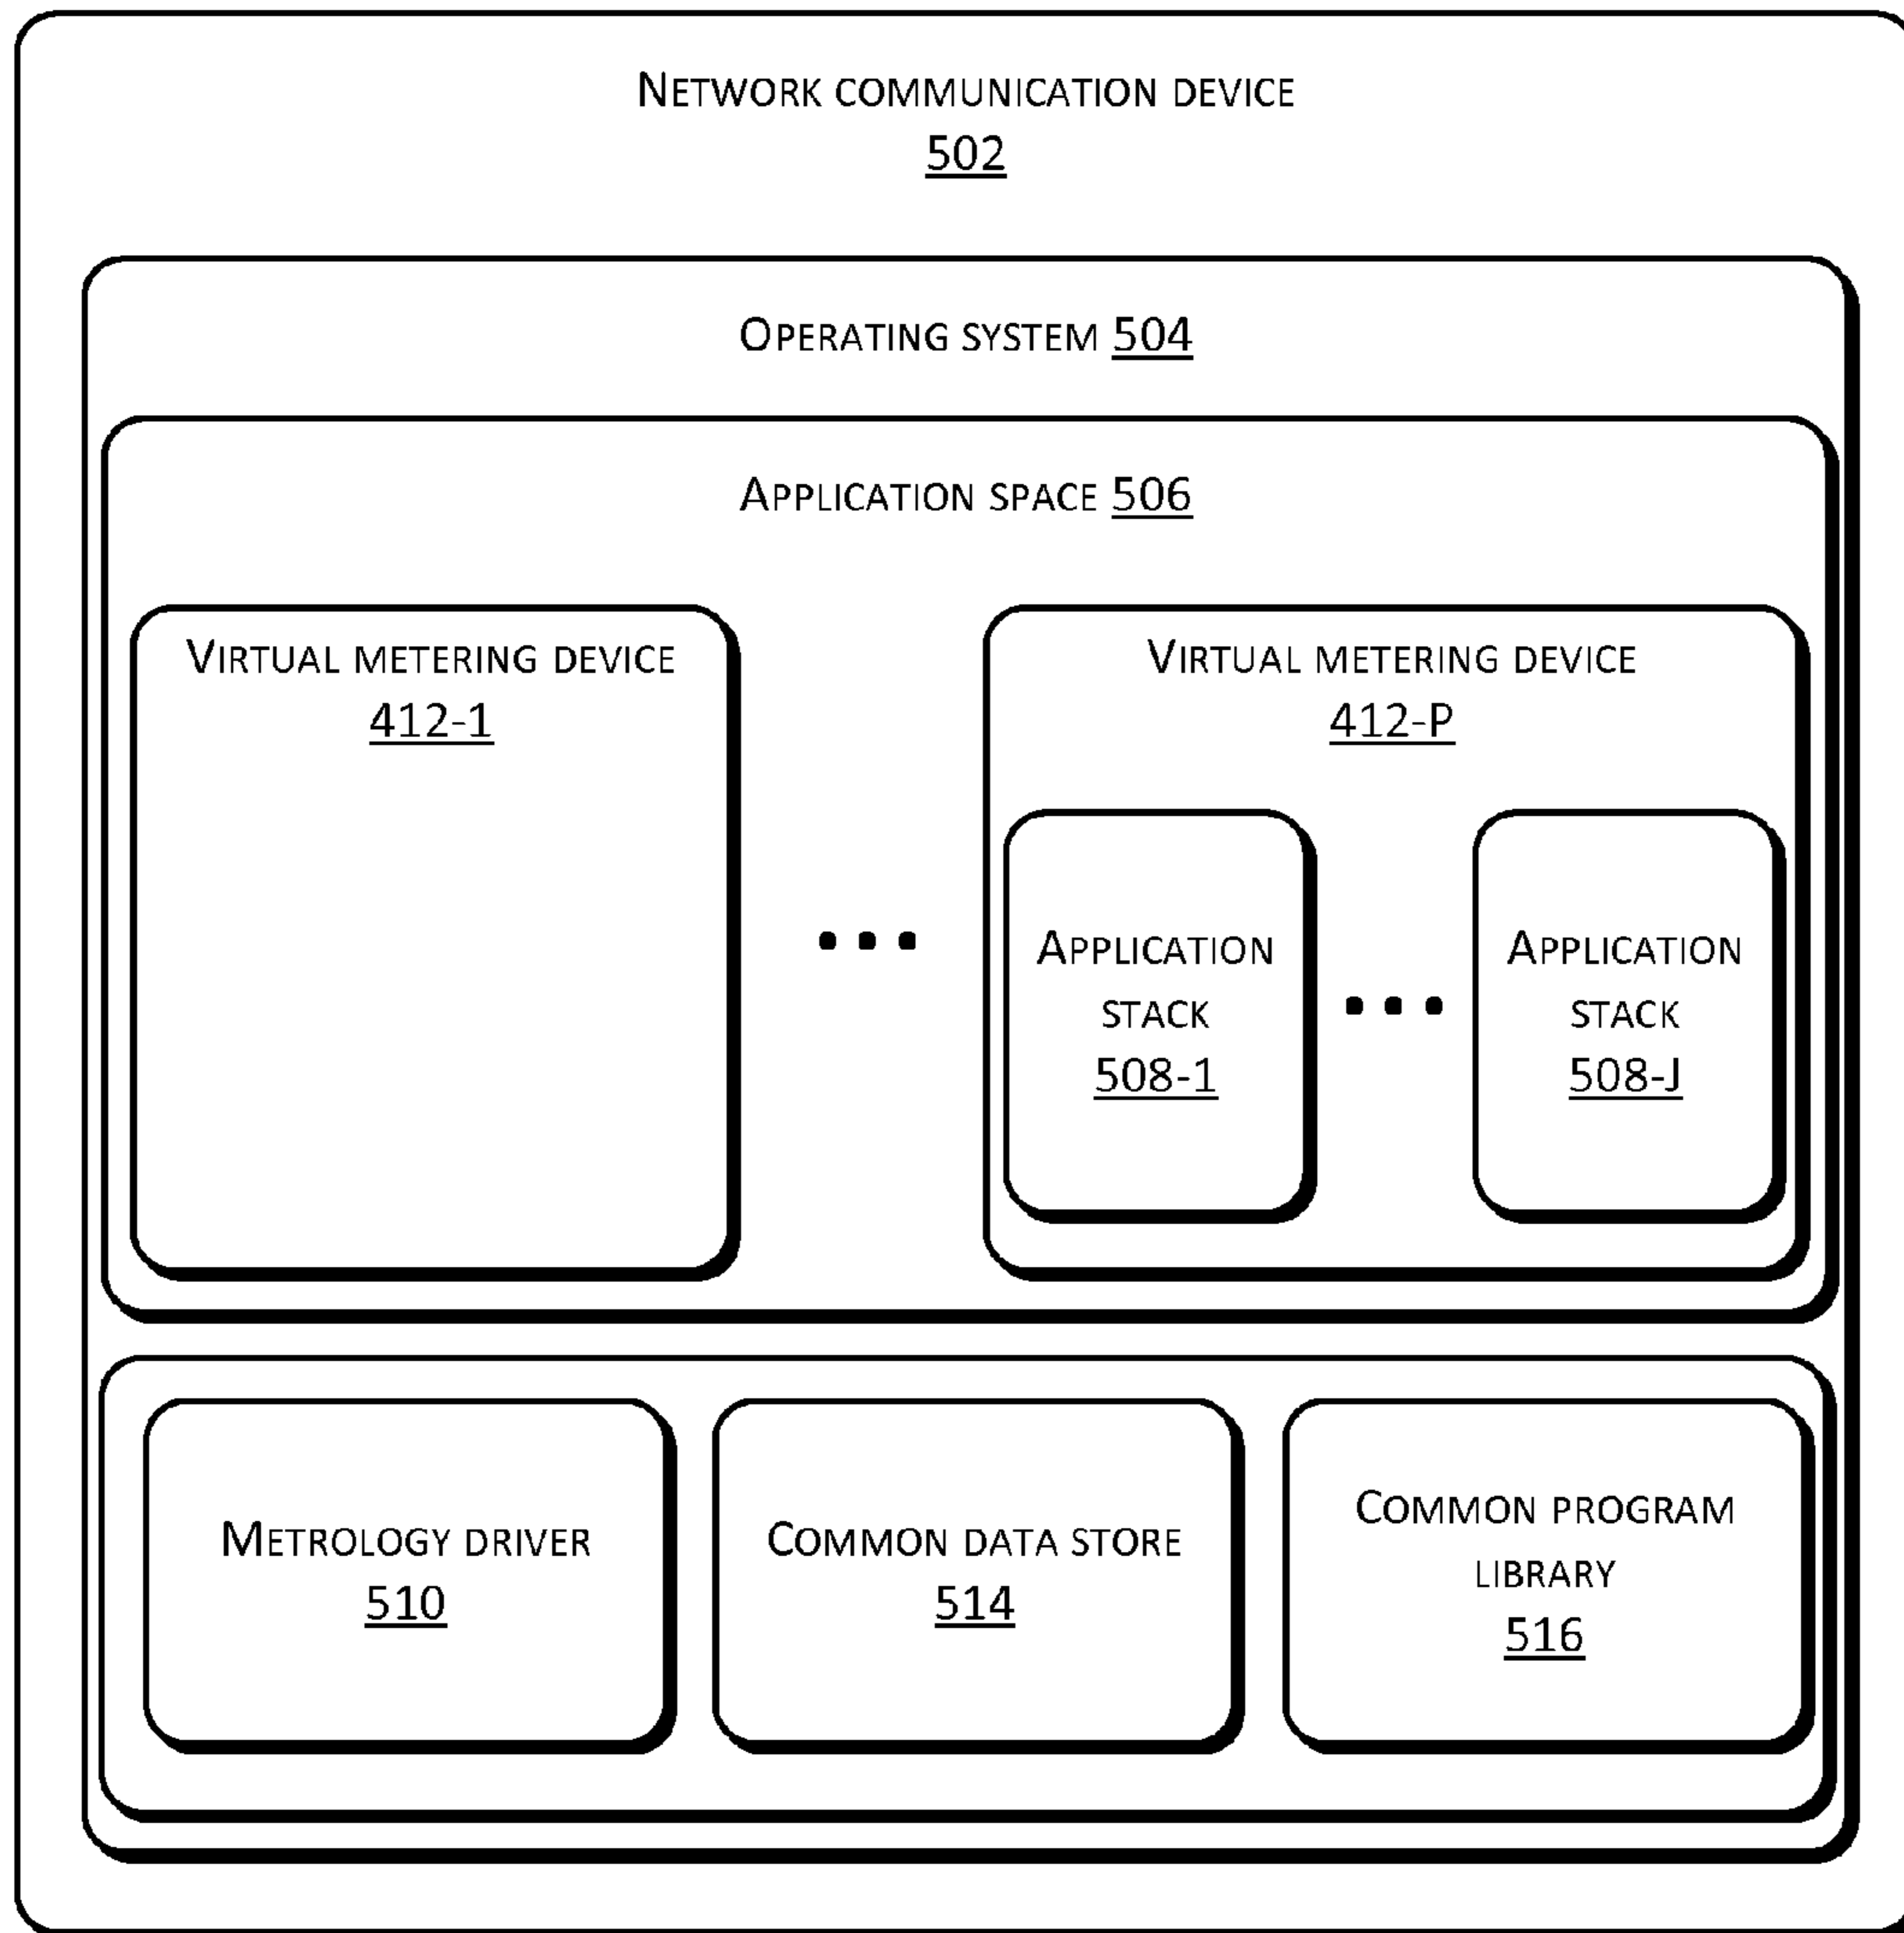 NETWORK COMMUNICATION DEVICE
502
OPERATING SYSTEM 504
APPLICATION SPACE 506
VIRTUAL METERING DEVICE
412-1
VIRTUAL METERING DEVICE
412-P
APPLICATION
STACK
508-1
APPLICATION
STACK
508-J
METROLOGY DRIVER
510
COMMON DATA STORE
514
COMMON PROGRAM
LIBRARY
516